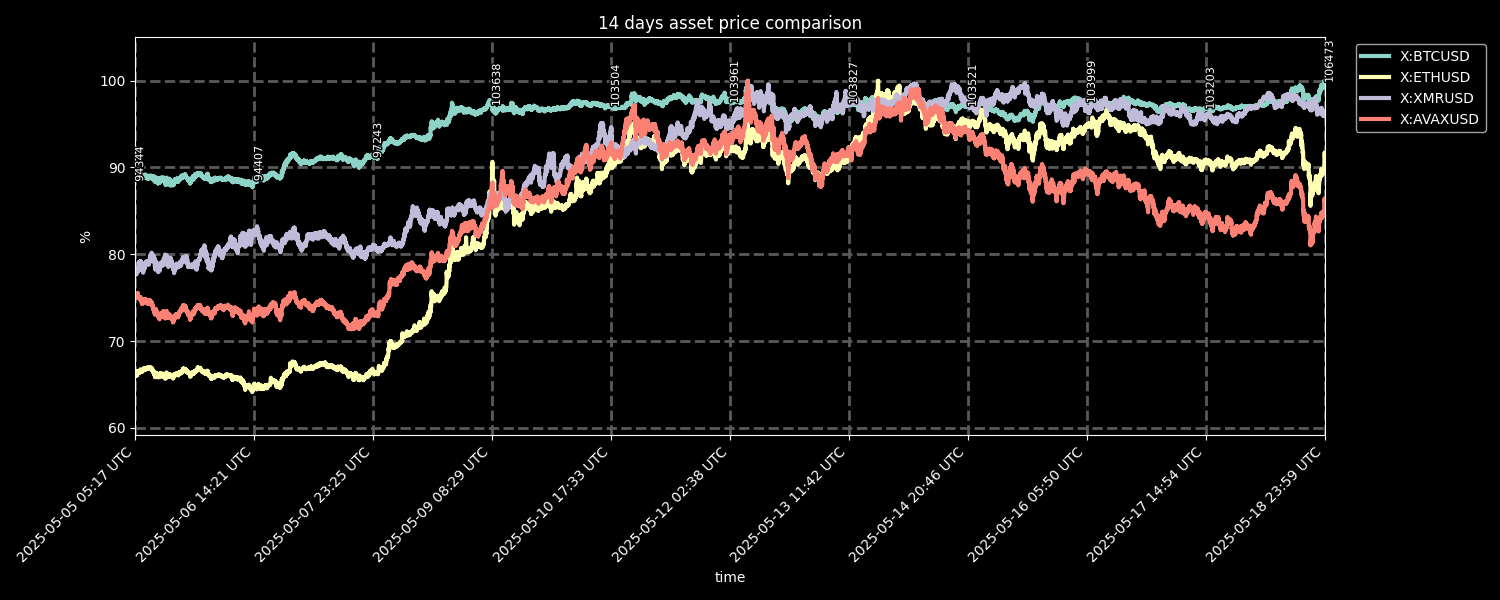 14 days asset price comparison
X:BTCUSD
X:ETHUSD
X:XMRUSD
X:AVAXUSD
100
90
80
70
60
%
94344
94407
97243
103638
103504
103961
103827
103521
103999
103203
106473
2025-05-05 05:17 UTC
2025-05-06 14:21 UTC
2025-05-07 23:25 UTC
2025-05-09 08:29 UTC
2025-05-10 17:33 UTC
2025-05-12 02:38 UTC
2025-05-13 11:42 UTC
2025-05-14 20:46 UTC
2025-05-16 05:50 UTC
2025-05-17 14:54 UTC
2025-05-18 23:59 UTC
time